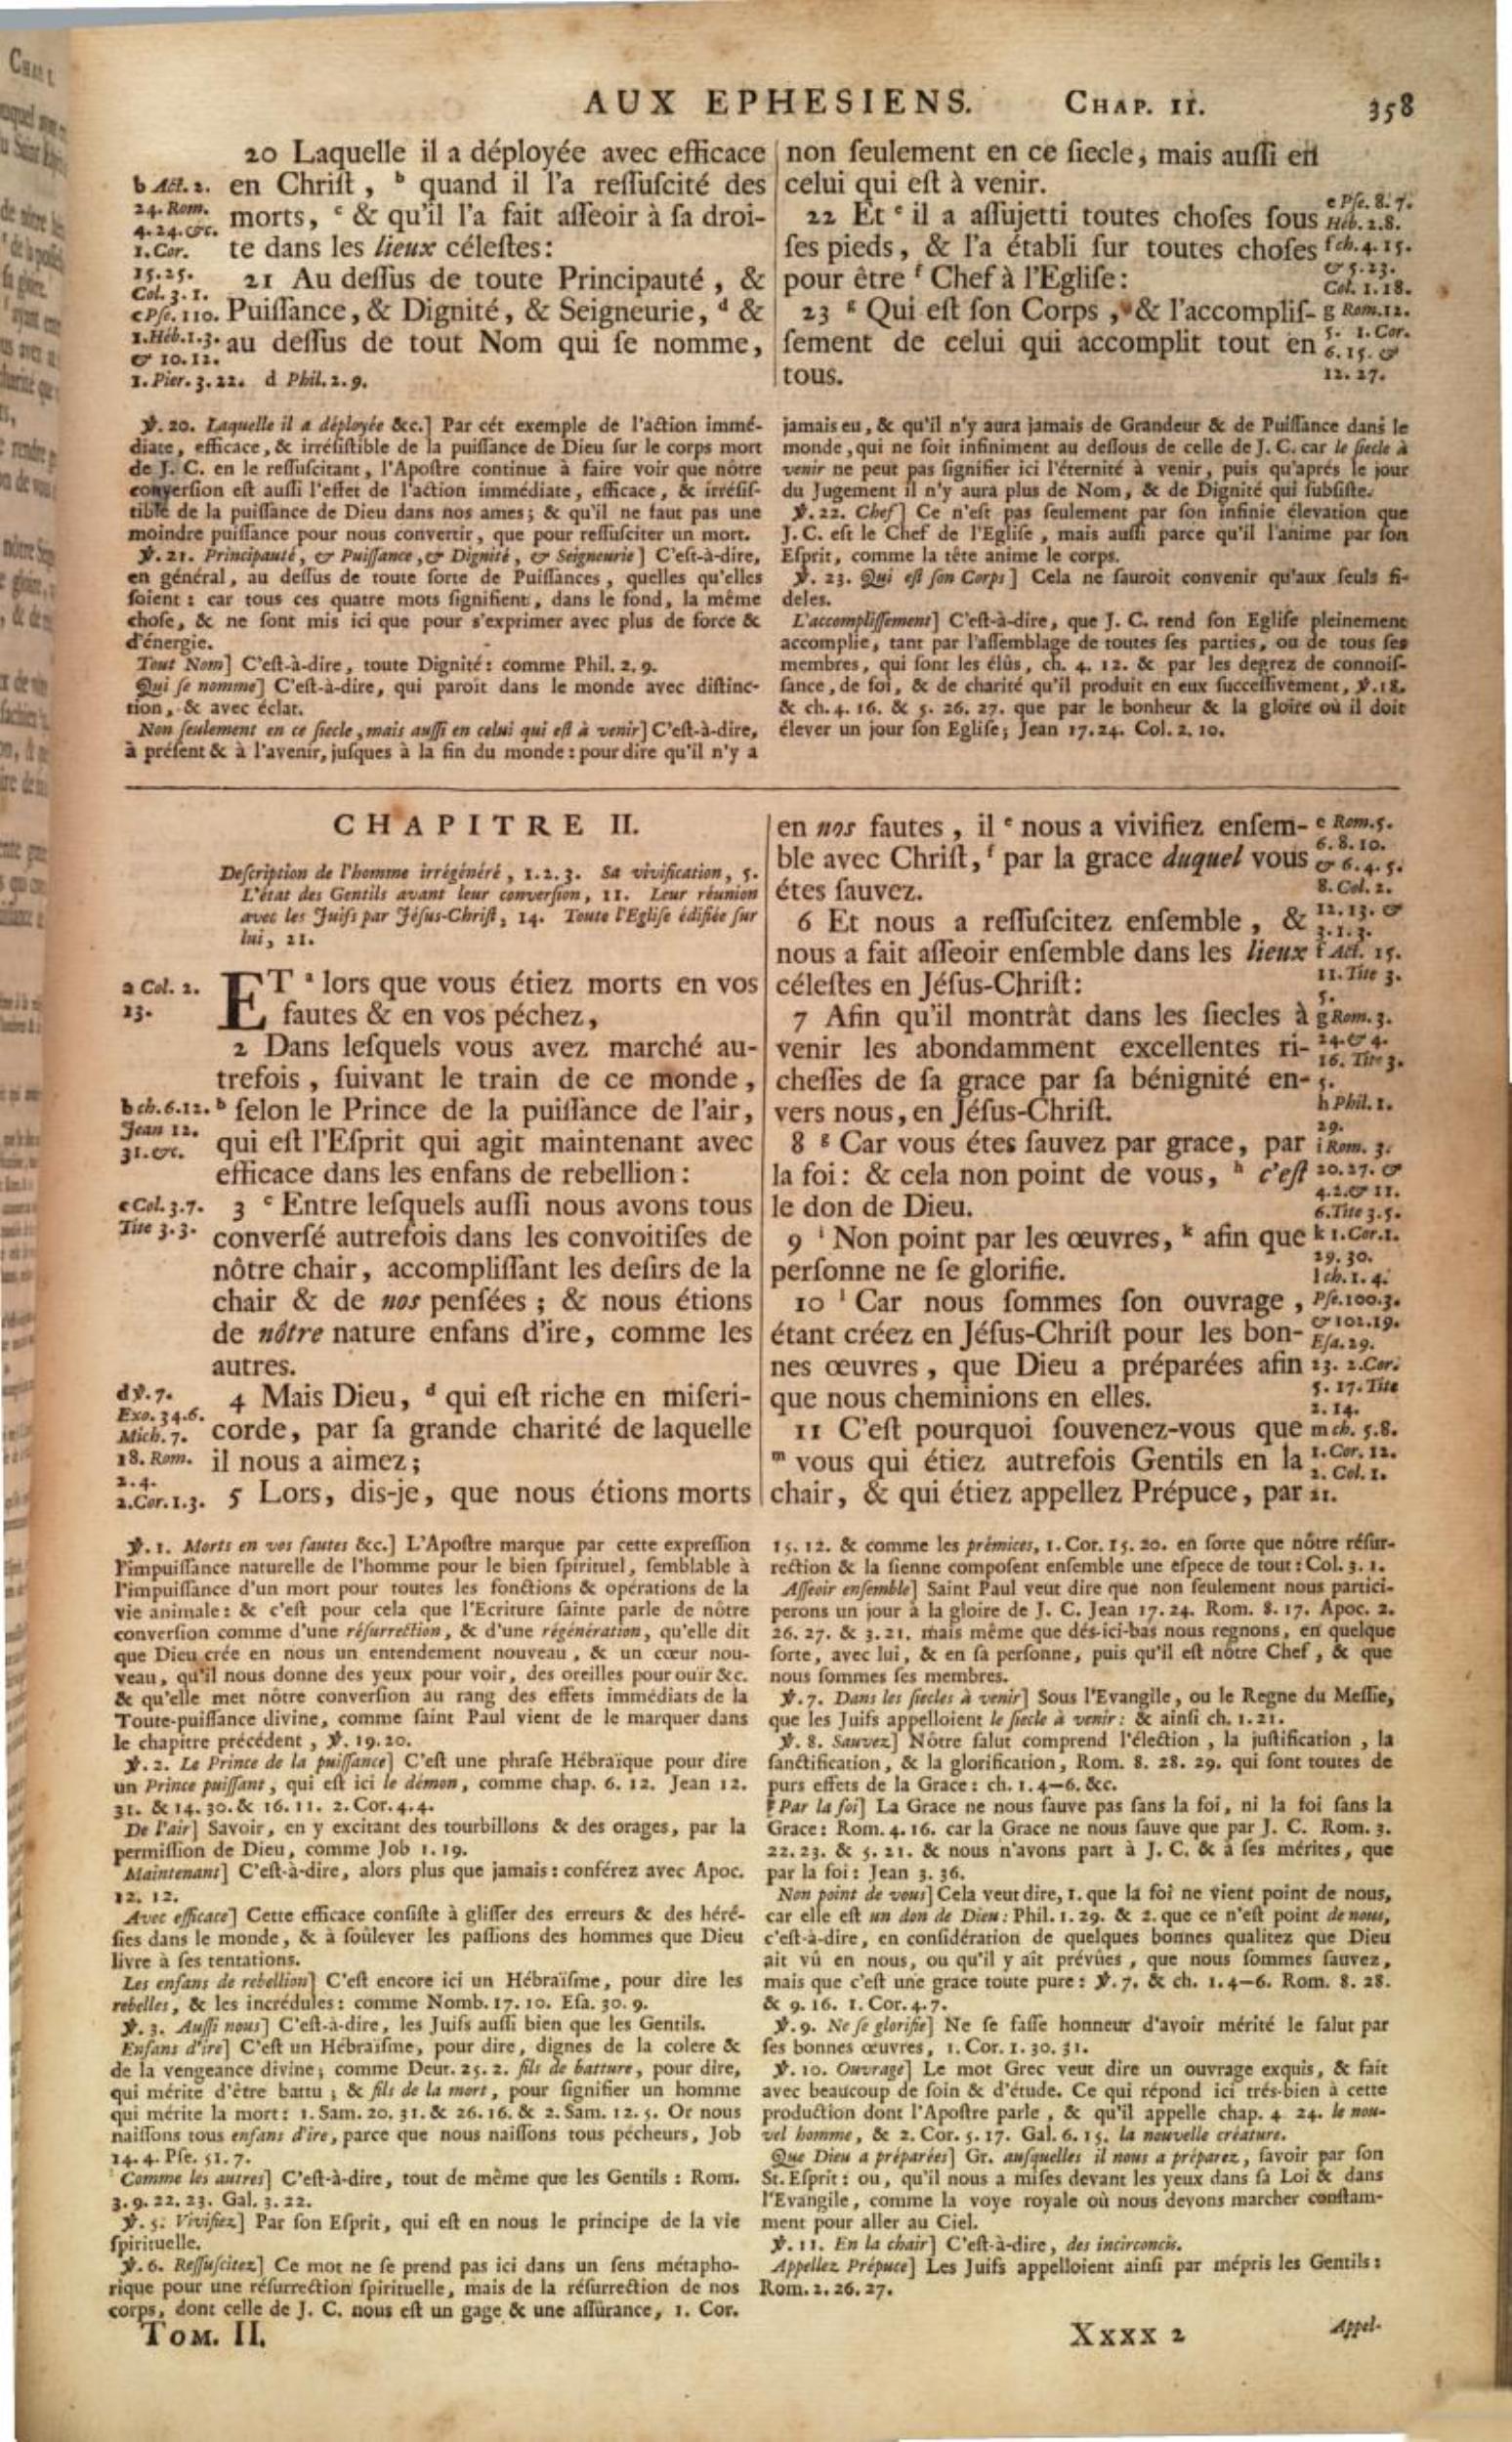 AUX EPHESIENS. CHAP. II. 358
20 Laquelle il a déployée avec efficace
en Chriſt, b quand il l'a reſſuſcité des
morts, c & qu'il l'a fait aſſeoir à ſa droi-
te dans les lieux céleſtes:
21 Au deſſus de toute Principauté, &
Puiſſance, & Dignité, & Seigneurie, d &
au deſſus de tout Nom qui ſe nomme,
b Act. 2.
24. Rom.
4. 24. &c.
1. Cor.
15. 25.
Col. 3. 1.
c Pſe. 110.
1. Héb. 1. 3.
& 10. 12.
1. Pier. 3. 22. d Phil. 2. 9.
non ſeulement en ce ſiecle, mais auſſi en
celui qui eſt à venir.
22 Et e il a aſſujetti toutes choſes ſous
ſes pieds, & l'a établi ſur toutes choſes
pour être f Chef à l'Egliſe:
23 g Qui eſt ſon Corps, & l'accompliſ-
ſement de celui qui accomplit tout en
tous.
e Pſe. 8. 7.
Héb. 2. 8.
f ch. 4. 15.
& 5. 23.
Col. 1. 18.
g Rom. 12.
5. 1. Cor.
6. 15. &
12. 27.
℣. 20. Laquelle il a déployée &c.] Par cét exemple de l'action immé-
diate, efficace, & irréſiſtible de la puiſſance de Dieu ſur le corps mort
de J. C. en le reſſuſcitant, l'Apoſtre continue à faire voir que nôtre
converſion eſt auſſi l'effet de l'action immédiate, efficace, & irréſiſ-
tible de la puiſſance de Dieu dans nos ames; & qu'il ne faut pas une
moindre puiſſance pour nous convertir, que pour reſſuſciter un mort.
℣. 21. Principauté, & Puiſſance, & Dignité, & Seigneurie] C'eſt-à-dire,
en général, au deſſus de toute ſorte de Puiſſances, quelles qu'elles
ſoient: car tous ces quatre mots ſignifient, dans le fond, la même
choſe, & ne ſont mis ici que pour s'exprimer avec plus de force &
d'énergie.
Tout Nom] C'eſt-à-dire, toute Dignité: comme Phil. 2. 9.
Qui ſe nomme] C'eſt-à-dire, qui paroit dans le monde avec diſtinc-
tion, & avec éclat.
Non ſeulement en ce ſiecle, mais auſſi en celui qui eſt à venir] C'eſt-à-dire,
à préſent & à l'avenir, juſques à la fin du monde: pour dire qu'il n'y a
jamais eu, & qu'il n'y aura jamais de Grandeur & de Puiſſance dans le
monde, qui ne ſoit infiniment au deſſous de celle de J. C. car le ſiecle à
venir ne peut pas ſignifier ici l'éternité à venir, puis qu'aprés le jour
du Jugement il n'y aura plus de Nom, & de Dignité qui ſubſiſte.
℣. 22. Chef] Ce n'eſt pas ſeulement par ſon infinie élevation que
J. C. eſt le Chef de l'Egliſe, mais auſſi parce qu'il l'anime par ſon
Eſprit, comme la tête anime le corps.
℣. 23. Qui eſt ſon Corps] Cela ne ſauroit convenir qu'aux ſeuls fi-
deles.
L'accompliſſement] C'eſt-à-dire, que J. C. rend ſon Egliſe pleinement
accomplie, tant par l'aſſemblage de toutes ſes parties, ou de tous ſes
membres, qui ſont les élûs, ch. 4. 12. & par les degrez de connoiſ-
ſance, de foi, & de charité qu'il produit en eux ſucceſſivement, ℣. 18.
& ch. 4. 16. & 5. 26. 27. que par le bonheur & la gloire où il doit
élever un jour ſon Egliſe; Jean 17. 24. Col. 2. 10.
CHAPITRE II.
Deſcription de l'homme irrégénéré, 1. 2. 3. Sa vivification, 5.
L'état des Gentils avant leur converſion, 11. Leur réunion
avec les Juifs par Jéſus-Chriſt, 14. Toute l'Egliſe édifiée ſur
lui, 21.
ET a lors que vous étiez morts en vos
fautes & en vos péchez,
2 Dans leſquels vous avez marché au-
trefois, ſuivant le train de ce monde,
b ſelon le Prince de la puiſſance de l'air,
qui eſt l'Eſprit qui agit maintenant avec
efficace dans les enfans de rebellion:
3 c Entre leſquels auſſi nous avons tous
converſé autrefois dans les convoitiſes de
nôtre chair, accompliſſant les deſirs de la
chair & de nos penſées; & nous étions
de nôtre nature enfans d'ire, comme les
autres.
4 Mais Dieu, d qui eſt riche en miſeri-
corde, par ſa grande charité de laquelle
il nous a aimez;
5 Lors, dis-je, que nous étions morts
a Col. 2.
13.
b ch. 6. 12.
Jean 12.
31. &c.
c Col. 3. 7.
Tite 3. 3.
d ℣. 7.
Exo. 34. 6.
Mich. 7.
18. Rom.
2. 4.
2. Cor. 1. 3.
en nos fautes, il e nous a vivifiez enſem-
ble avec Chriſt, f par la grace duquel vous
étes ſauvez.
6 Et nous a reſſuſcitez enſemble, &
nous a fait aſſeoir enſemble dans les lieux
céleſtes en Jéſus-Chriſt:
7 Afin qu'il montrât dans les ſiecles à
venir les abondamment excellentes ri-
cheſſes de ſa grace par ſa bénignité en-
vers nous, en Jéſus-Chriſt.
8 g Car vous étes ſauvez par grace, par
la foi: & cela non point de vous, h c'eſt
le don de Dieu.
9 i Non point par les œuvres, k afin que
perſonne ne ſe glorifie.
10 l Car nous ſommes ſon ouvrage,
étant créez en Jéſus-Chriſt pour les bon-
nes œuvres, que Dieu a préparées afin
que nous cheminions en elles.
11 C'eſt pourquoi ſouvenez-vous que
m vous qui étiez autrefois Gentils en la
chair, & qui étiez appellez Prépuce, par
e Rom. 5.
6. 8. 10.
& 6. 4. 5.
8. Col. 2.
12. 13. &
3. 1. 3.
f Act. 15.
11. Tite 3.
5.
g Rom. 3.
24. & 4.
16. Tite 3.
5.
h Phil. 1.
29.
i Rom. 3.
20. 27. &
4. 2. & 11.
6. Tite 3. 5.
k 1. Cor. 1.
29. 30.
l ch. 1. 4.
Pſe. 100. 3.
& 102. 19.
Eſa. 29.
23. 2. Cor.
5. 17. Tite
2. 14.
m ch. 5. 8.
1. Cor. 12.
2. Col. 1.
21.
℣. 1. Morts en vos fautes &c.] L'Apoſtre marque par cette expreſſion
l'impuiſſance naturelle de l'homme pour le bien ſpirituel, ſemblable à
l'impuiſſance d'un mort pour toutes les fonctions & opérations de la
vie animale: & c'eſt pour cela que l'Ecriture ſainte parle de nôtre
converſion comme d'une réſurrection, & d'une régénération, qu'elle dit
que Dieu crée en nous un entendement nouveau, & un cœur nou-
veau, qu'il nous donne des yeux pour voir, des oreilles pour ouïr &c.
& qu'elle met nôtre converſion au rang des effets immédiats de la
Toute-puiſſance divine, comme ſaint Paul vient de le marquer dans
le chapitre précédent, ℣. 19. 20.
℣. 2. Le Prince de la puiſſance] C'eſt une phraſe Hébraïque pour dire
un Prince puiſſant, qui eſt ici le démon, comme chap. 6. 12. Jean 12.
31. & 14. 30. & 16. 11. 2. Cor. 4. 4.
De l'air] Savoir, en y excitant des tourbillons & des orages, par la
permiſſion de Dieu, comme Job 1. 19.
Maintenant] C'eſt-à-dire, alors plus que jamais: conférez avec Apoc.
12. 12.
Avec efficace] Cette efficace conſiſte à gliſſer des erreurs & des héré-
ſies dans le monde, & à ſoûlever les paſſions des hommes que Dieu
livre à ſes tentations.
Les enfans de rebellion] C'eſt encore ici un Hébraïſme, pour dire les
rebelles, & les incrédules: comme Nomb. 17. 10. Eſa. 30. 9.
℣. 3. Auſſi nous] C'eſt-à-dire, les Juifs auſſi bien que les Gentils.
Enfans d'ire] C'eſt un Hébraïſme, pour dire, dignes de la colere &
de la vengeance divine; comme Deut. 25. 2. fils de batture, pour dire,
qui mérite d'être battu; & fils de la mort, pour ſignifier un homme
qui mérite la mort: 1. Sam. 20. 31. & 26. 16. & 2. Sam. 12. 5. Or nous
naiſſons tous enfans d'ire, parce que nous naiſſons tous pécheurs, Job
14. 4. Pſe. 51. 7.
Comme les autres] C'eſt-à-dire, tout de même que les Gentils: Rom.
3. 9. 22. 23. Gal. 3. 22.
℣. 5. Vivifiez] Par ſon Eſprit, qui eſt en nous le principe de la vie
ſpirituelle.
℣. 6. Reſſuſcitez] Ce mot ne ſe prend pas ici dans un ſens métapho-
rique pour une réſurrection ſpirituelle, mais de la réſurrection de nos
corps, dont celle de J. C. nous eſt un gage & une aſſûrance, 1. Cor.
15. 12. & comme les prémices, 1. Cor. 15. 20. en ſorte que nôtre réſur-
rection & la ſienne compoſent enſemble une eſpece de tout: Col. 3. 1.
Aſſeoir enſemble] Saint Paul veut dire que non ſeulement nous partici-
perons un jour à la gloire de J. C. Jean 17. 24. Rom. 8. 17. Apoc. 2.
26. 27. & 3. 21. mais même que dés-ici-bas nous regnons, en quelque
ſorte, avec lui, & en ſa perſonne, puis qu'il eſt nôtre Chef, & que
nous ſommes ſes membres.
℣. 7. Dans les ſiecles à venir] Sous l'Evangile, ou le Regne du Meſſie,
que les Juifs appelloient le ſiecle à venir: & ainſi ch. 1. 21.
℣. 8. Sauvez] Nôtre ſalut comprend l'élection, la juſtification, la
ſanctification, & la glorification, Rom. 8. 28. 29. qui ſont toutes de
purs effets de la Grace: ch. 1. 4—6. &c.
Par la foi] La Grace ne nous ſauve pas ſans la foi, ni la foi ſans la
Grace: Rom. 4. 16. car la Grace ne nous ſauve que par J. C. Rom. 3.
22. 23. & 5. 21. & nous n'avons part à J. C. & à ſes mérites, que
par la foi: Jean 3. 36.
Non point de vous] Cela veut dire, 1. que la foi ne vient point de nous,
car elle eſt un don de Dieu: Phil. 1. 29. & 2. que ce n'eſt point de nous,
c'eſt-à-dire, en conſidération de quelques bonnes qualitez que Dieu
ait vû en nous, ou qu'il y ait prévûes, que nous ſommes ſauvez,
mais que c'eſt une grace toute pure: ℣. 7. & ch. 1. 4—6. Rom. 8. 28.
& 9. 16. 1. Cor. 4. 7.
℣. 9. Ne ſe glorifie] Ne ſe faſſe honneur d'avoir mérité le ſalut par
ſes bonnes œuvres, 1. Cor. 1. 30. 31.
℣. 10. Ouvrage] Le mot Grec veut dire un ouvrage exquis, & fait
avec beaucoup de ſoin & d'étude. Ce qui répond ici trés-bien à cette
production dont l'Apoſtre parle, & qu'il appelle chap. 4 24. le nou-
vel homme, & 2. Cor. 5. 17. Gal. 6. 15. la nouvelle créature.
Que Dieu a préparées] Gr. auſquelles il nous a préparez, ſavoir par ſon
St. Eſprit: ou, qu'il nous a miſes devant les yeux dans ſa Loi & dans
l'Evangile, comme la voye royale où nous devons marcher conſtam-
ment pour aller au Ciel.
℣. 11. En la chair] C'eſt-à-dire, des incirconcis.
Appellez Prépuce] Les Juifs appelloient ainſi par mépris les Gentils:
Rom. 2. 26. 27.
TOM. II. Xxxx 2 Appel-